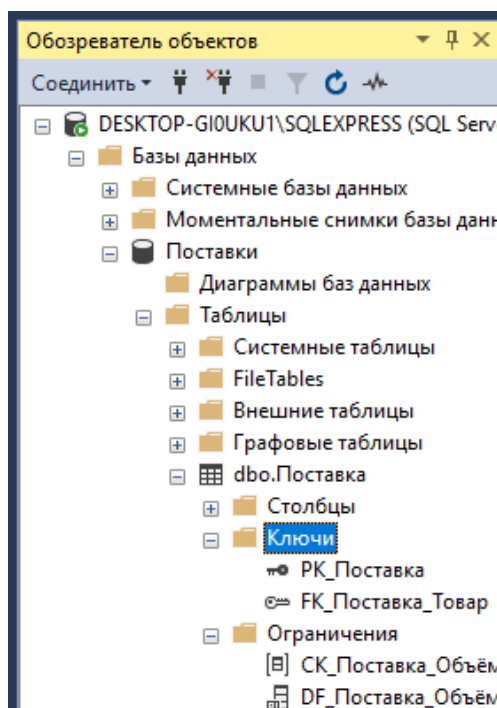 Обозреватель объектов
Соединить
DESKTOP-GI0UKU1\SQLEXPRESS (SQL Serv
Базы данных
Системные базы данных
Моментальные снимки базы данн
Поставки
Диаграммы баз данных
Таблицы
Системные таблицы
FileTables
Внешние таблицы
Графовые таблицы
dbo.Поставка
Столбцы
Ключи
PK_Поставка
FK_Поставка_Товар
Ограничения
CK_Поставка_Объём
DF_Поставка_Объём